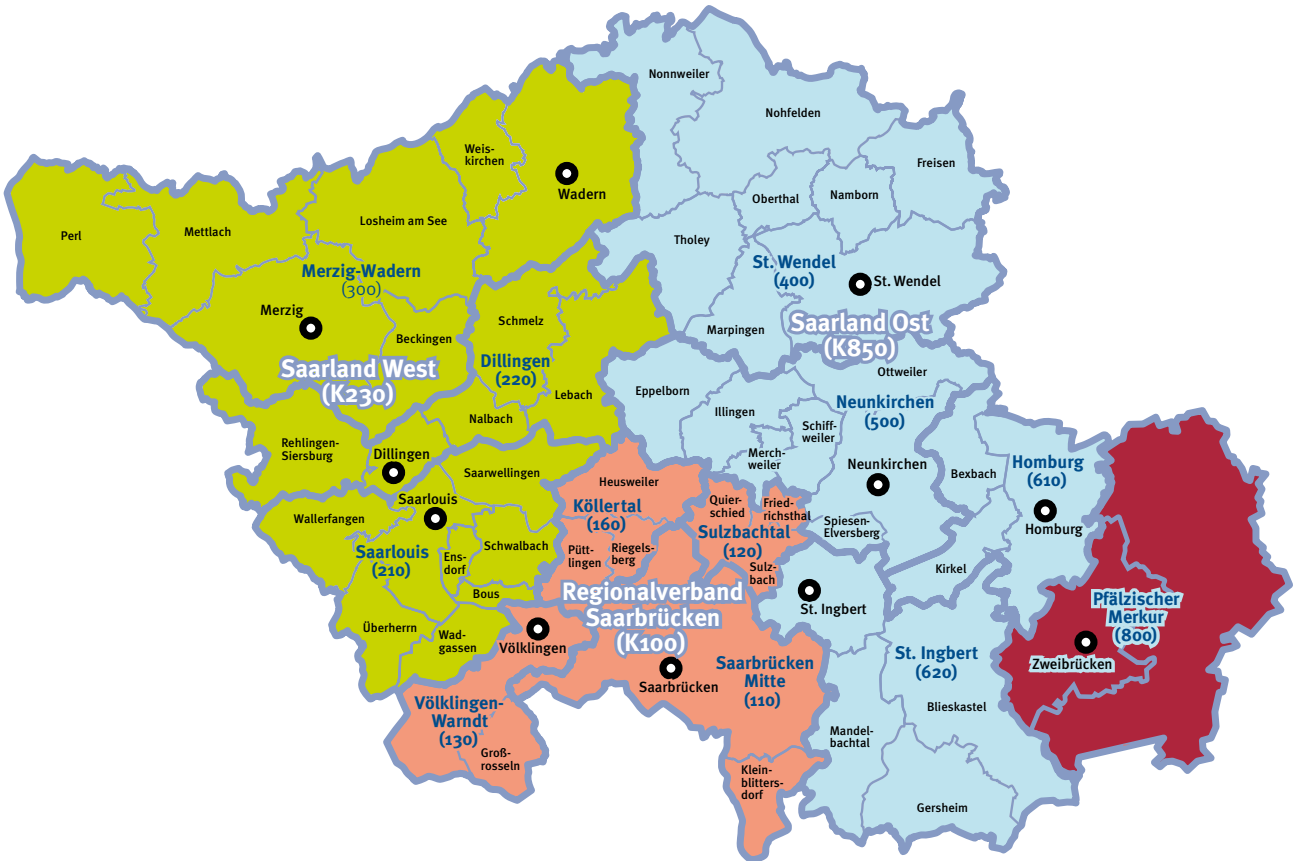 Nonnweiler
Nohfelden
Freisen
Weis-
kirchen
Wadern
Oberthal
Namborn
Perl
Mettlach
Losheim am See
Tholey
Merzig-Wadern
(300)
St. Wendel
(400)
St. Wendel
Merzig
Beckingen
Schmelz
Marpingen
Saarland Ost
(K850)
Saarland West
(K230)
Dillingen
(220)
Lebach
Eppelborn
Ottweiler
Illingen
Neunkirchen
(500)
Nalbach
Schiff-
weiler
Rehlingen-
Siersburg
Dillingen
Merch-
weiler
Neunkirchen
Bexbach
Homburg
(610)
Homburg
Saarwellingen
Heusweiler
Saarlouis
Köllertal
(160)
Quier-
schied
Fried-
richsthal
Wallerfangen
Sulzbachtal
(120)
Spiesen-
Elversberg
Saarlouis
(210)
Ens-
dorf
Schwalbach
Pütt-
lingen
Riegels-
berg
Sulz-
bach
Kirkel
Bous
Regionalverband
Saarbrücken
(K100)
St. Ingbert
Pfälzischer
Merkur
(800)
Zweibrücken
Überherrn
Wad-
gassen
Völklingen
Saarbrücken
Saarbrücken
Mitte
(110)
St. Ingbert
(620)
Völklingen-
Warndt
(130)
Groß-
rosseln
Blieskastel
Mandel-
bachtal
Klein-
blitters-
dorf
Gersheim